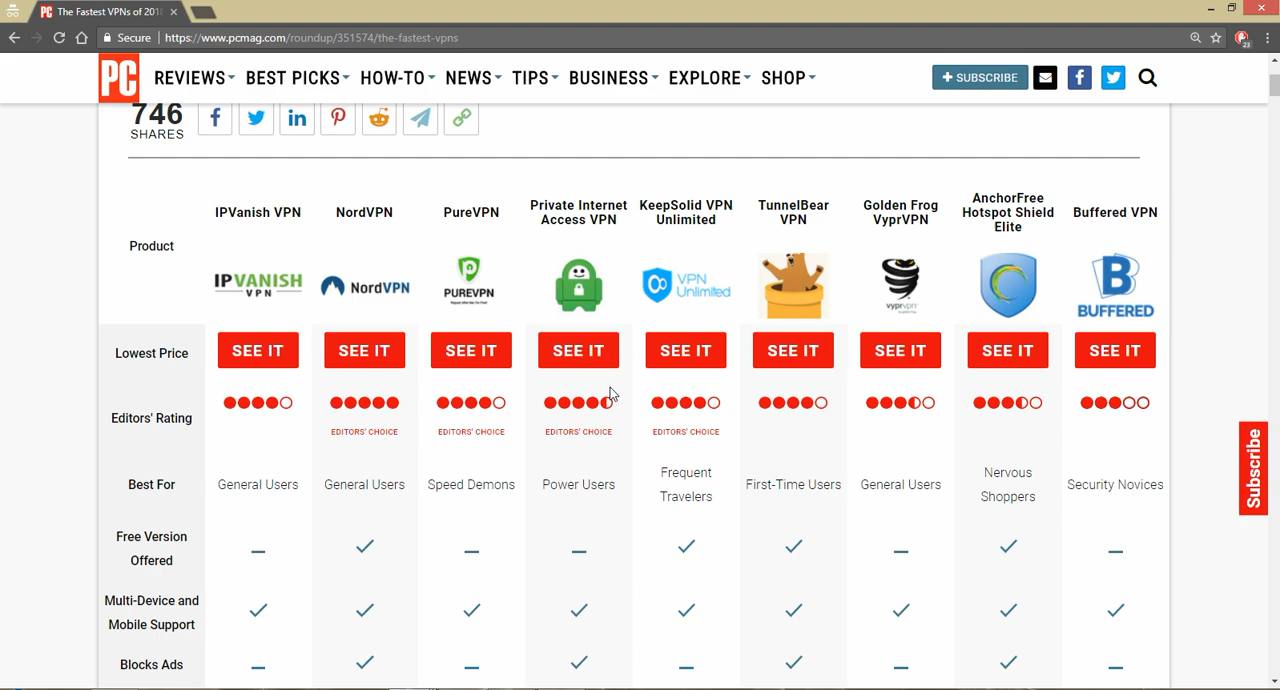 PC The Fastest VPNs of 201
Secure https://www.pcmag.com/roundup/351574/the-fastest-vpns
23
PC REVIEWS BEST PICKS HOW-TO NEWS TIPS BUSINESS EXPLORE SHOP + SUBSCRIBE
746
SHARES
Product
IPVanish VPN
NordVPN
PureVPN
Private Internet
Access VPN
KeepSolid VPN
Unlimited
TunnelBear
VPN
Golden Frog
VyprVPN
AnchorFree
Hotspot Shield
Elite
Buffered VPN
IPVANISH
VPN
NordVPN
PUREVPN
VPN
Unlimited
vyprvpn
B
BUFFERED
Lowest Price SEE IT SEE IT SEE IT SEE IT SEE IT SEE IT SEE IT SEE IT SEE IT
Editors' Rating
EDITORS' CHOICE EDITORS' CHOICE EDITORS' CHOICE EDITORS' CHOICE
Subscribe
Best For General Users General Users Speed Demons Power Users
Frequent
Travelers
First-Time Users General Users
Nervous
Shoppers
Security Novices
Free Version
Offered
Multi-Device and
Mobile Support
Blocks Ads